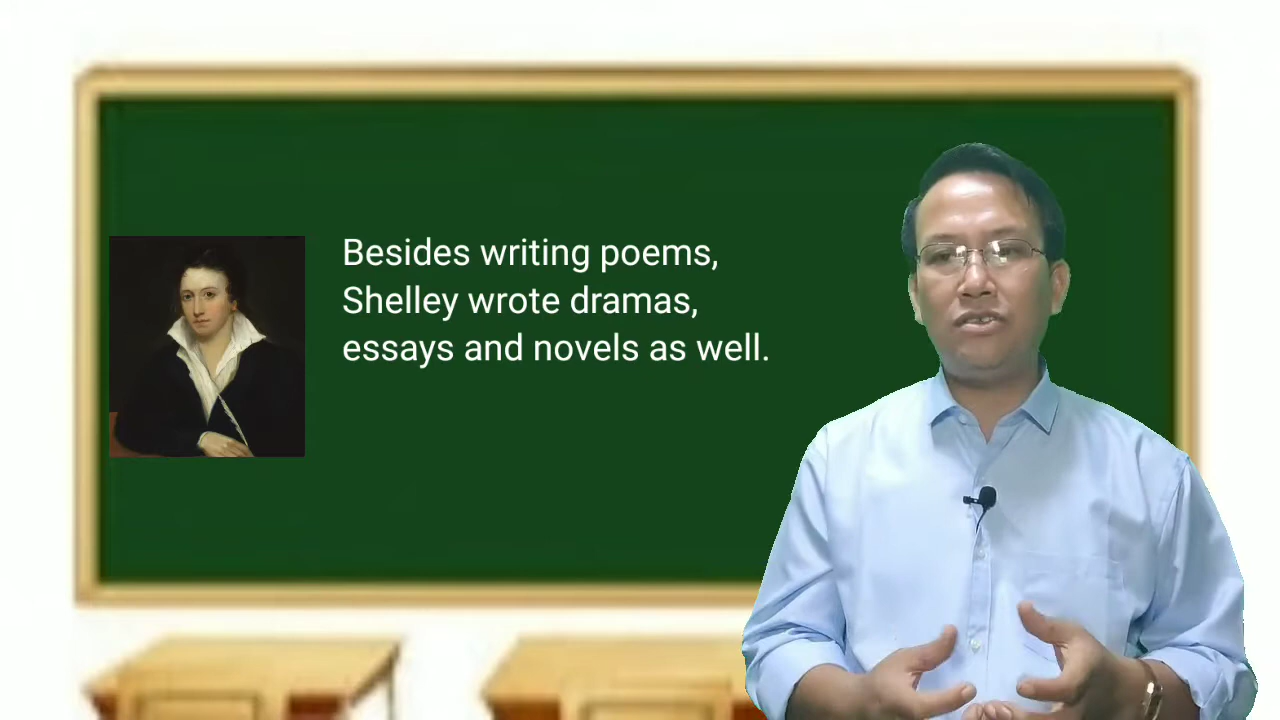 Besides writing poems,
Shelley wrote dramas,
essays and novels as well.